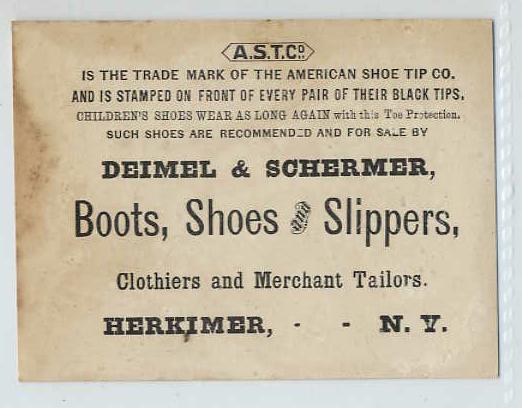 A.S.T.Co.
IS THE TRADE MARK OF THE AMERICAN SHOE TIP CO.
AND IS STAMPED ON FRONT OF EVERY PAIR OF THEIR BLACK TIPS.
CHILDREN'S SHOES WEAR AS LONG AGAIN with this Toe Protection.
SUCH SHOES ARE RECOMMENDED AND FOR SALE BY
DEIMEL & SCHERMER,
Boots, Shoes and Slippers,
Clothiers and Merchant Tailors.
HERKIMER, - - N. Y.